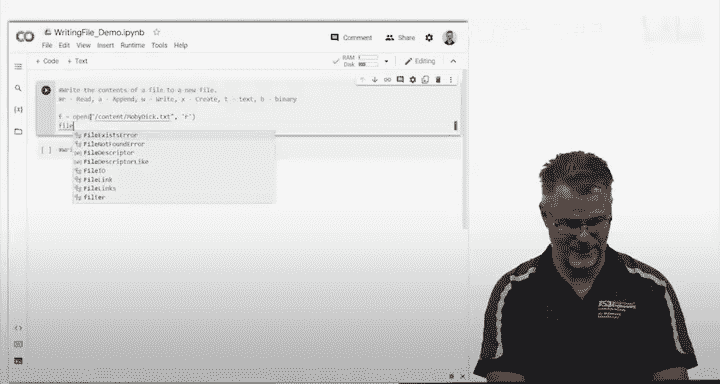 WritingFile_Demo.ipynb
Comment
Share
File Edit View Insert Runtime Tools Help
+ Code + Text
RAM
Disk
Editing
#Write the contents of a file to a new file.
#r - Read, a - Append, w - Write, x - Create, t - text, b - binary
f = open("/content/MobyDick.txt", 'r')
file
FileExistsError
FileNotFoundError
FileDescriptor
FileDescriptorLike
FileIO
FileLink
FileLinks
filter
[ ] #Wri